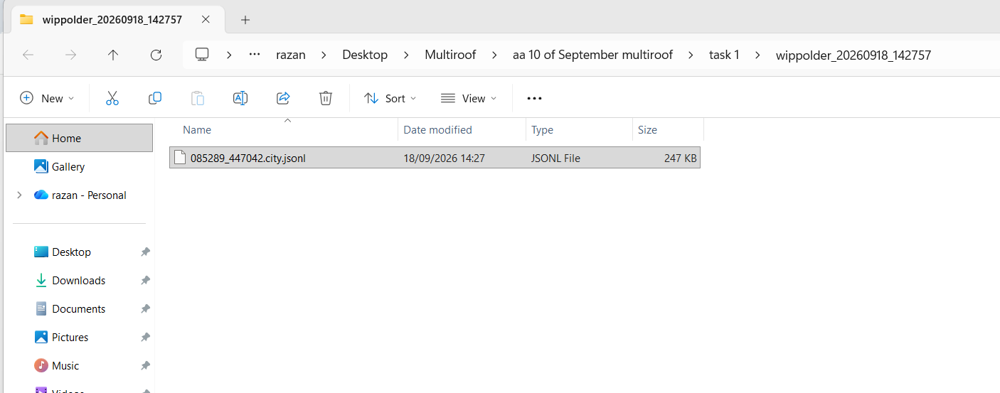 wippolder_20260918_142757
razan > Desktop > Multiroof > aa 10 of September multiroof > task 1 > wippolder_20260918_142757
New Sort View
Name Date modified Type Size
085289_447042.city.jsonl 18/09/2026 14:27 JSONL File 247 KB
Home
Gallery
razan - Personal
Desktop
Downloads
Documents
Pictures
Music
Videos